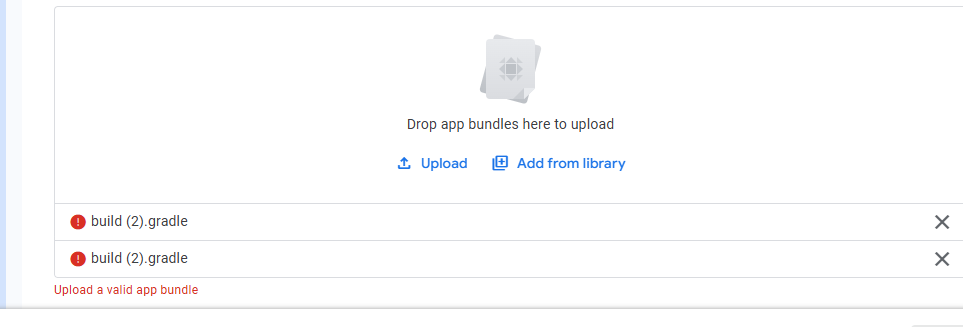 Drop app bundles here to upload
Upload Add from library
build (2).gradle
build (2).gradle
Upload a valid app bundle